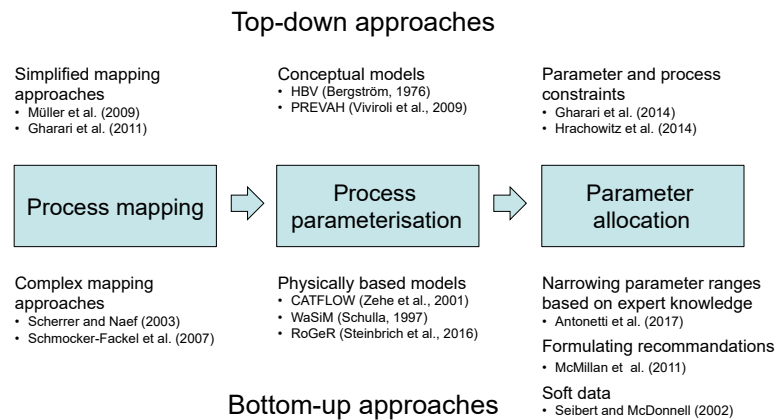 Top-down approaches
Simplified mapping
approaches
• Müller et al. (2009)
• Gharari et al. (2011)
Conceptual models
• HBV (Bergström, 1976)
• PREVAH (Viviroli et al., 2009)
Parameter and process
constraints
• Gharari et al. (2014)
• Hrachowitz et al. (2014)
Process mapping
Process
parameterisation
Parameter
allocation
Complex mapping
approaches
• Scherrer and Naef (2003)
• Schmocker-Fackel et al. (2007)
Physically based models
• CATFLOW (Zehe et al., 2001)
• WaSiM (Schulla, 1997)
• RoGeR (Steinbrich et al., 2016)
Narrowing parameter ranges
based on expert knowledge
• Antonetti et al. (2017)
Formulating recommandations
• McMillan et al. (2011)
Soft data
• Seibert and McDonnell (2002)
Bottom-up approaches